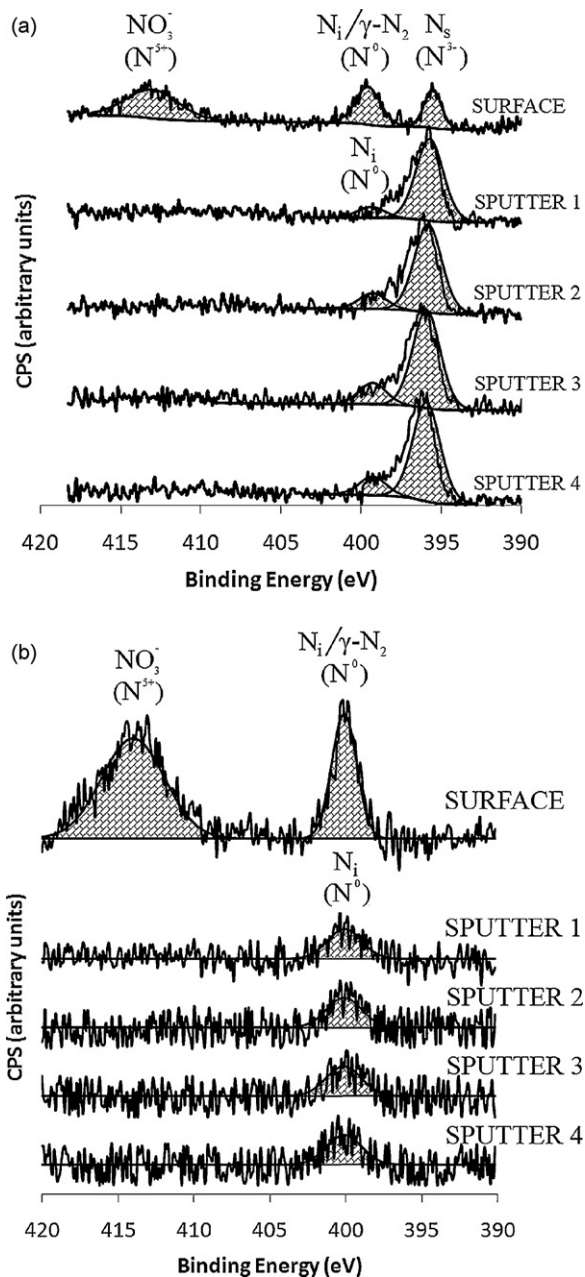 (a)
NO₃⁻ Nᵢ/γ-N₂ Nₛ
(N⁵⁺) (N⁰) (N³⁻)
SURFACE
Nᵢ
(N⁰)
SPUTTER 1
SPUTTER 2
SPUTTER 3
SPUTTER 4
CPS (arbitrary units)
420 415 410 405 400 395 390
Binding Energy (eV)
(b)
NO₃⁻ Nᵢ/γ-N₂
(N⁵⁺) (N⁰)
SURFACE
Nᵢ
(N⁰)
SPUTTER 1
SPUTTER 2
SPUTTER 3
SPUTTER 4
CPS (arbitrary units)
420 415 410 405 400 395 390
Binding Energy (eV)